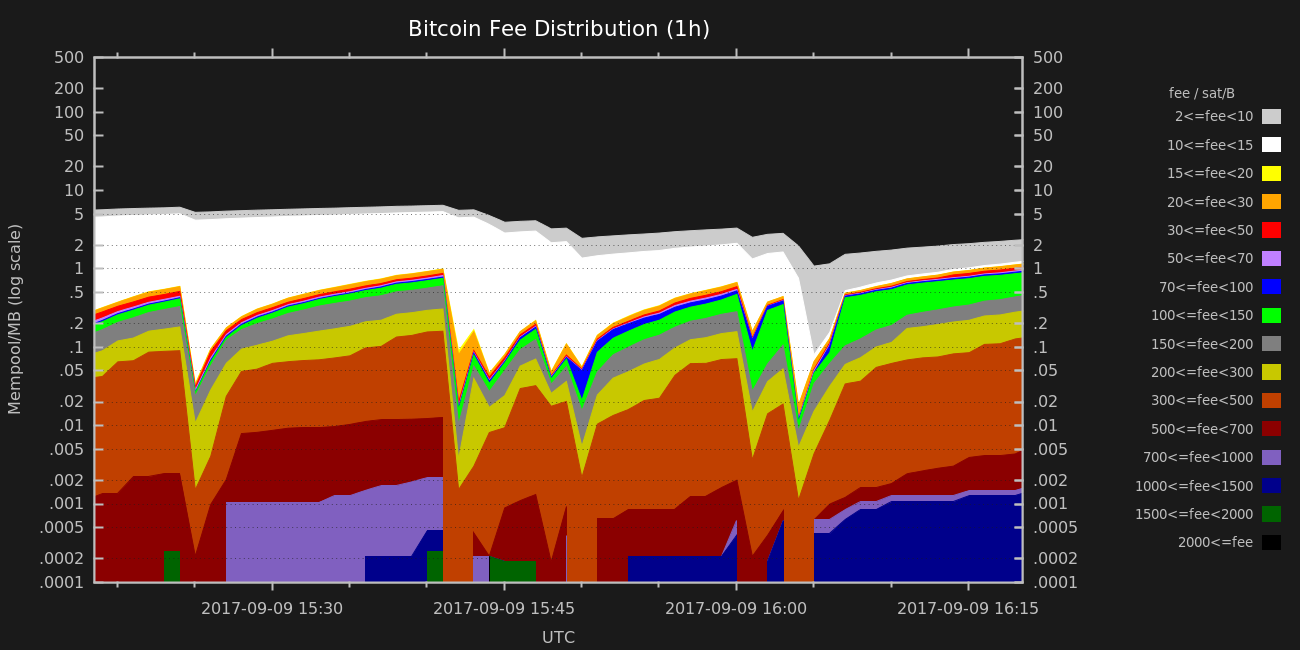 Bitcoin Fee Distribution (1h)
500 500
200 200
100 100
50 50
20 20
10 10
5 5
2 2
1 1
.5 .5
.2 .2
.1 .1
.05 .05
.02 .02
.01 .01
.005 .005
.002 .002
.001 .001
.0005 .0005
.0002 .0002
.0001 .0001
Mempool/MB (log scale)
2017-09-09 15:30 2017-09-09 15:45 2017-09-09 16:00 2017-09-09 16:15
UTC
fee / sat/B
2<=fee<10
10<=fee<15
15<=fee<20
20<=fee<30
30<=fee<50
50<=fee<70
70<=fee<100
100<=fee<150
150<=fee<200
200<=fee<300
300<=fee<500
500<=fee<700
700<=fee<1000
1000<=fee<1500
1500<=fee<2000
2000<=fee